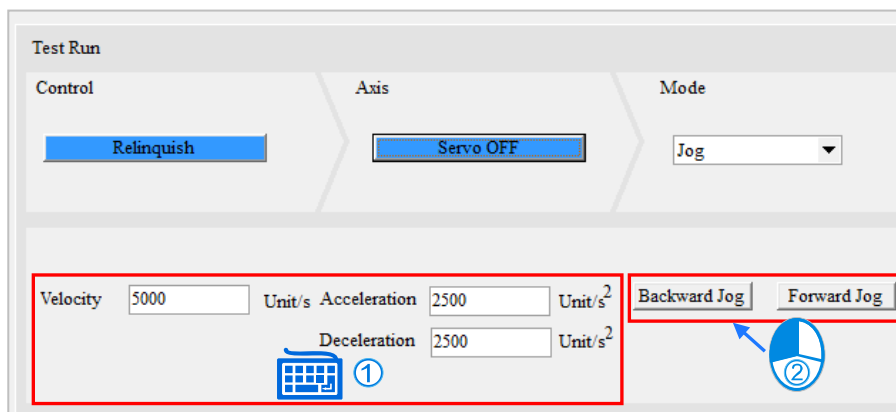 Test Run
Control Axis Mode
Relinquish Servo OFF Jog
Velocity 5000 Unit/s Acceleration 2500 Unit/s² Backward Jog Forward Jog
Deceleration 2500 Unit/s²
① ②